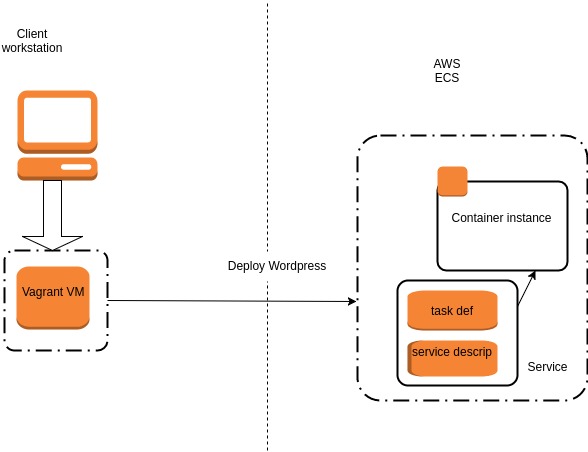 Client
workstation
AWS
ECS
Container instance
Deploy Wordpress
Vagrant VM
task def
service descrip
Service